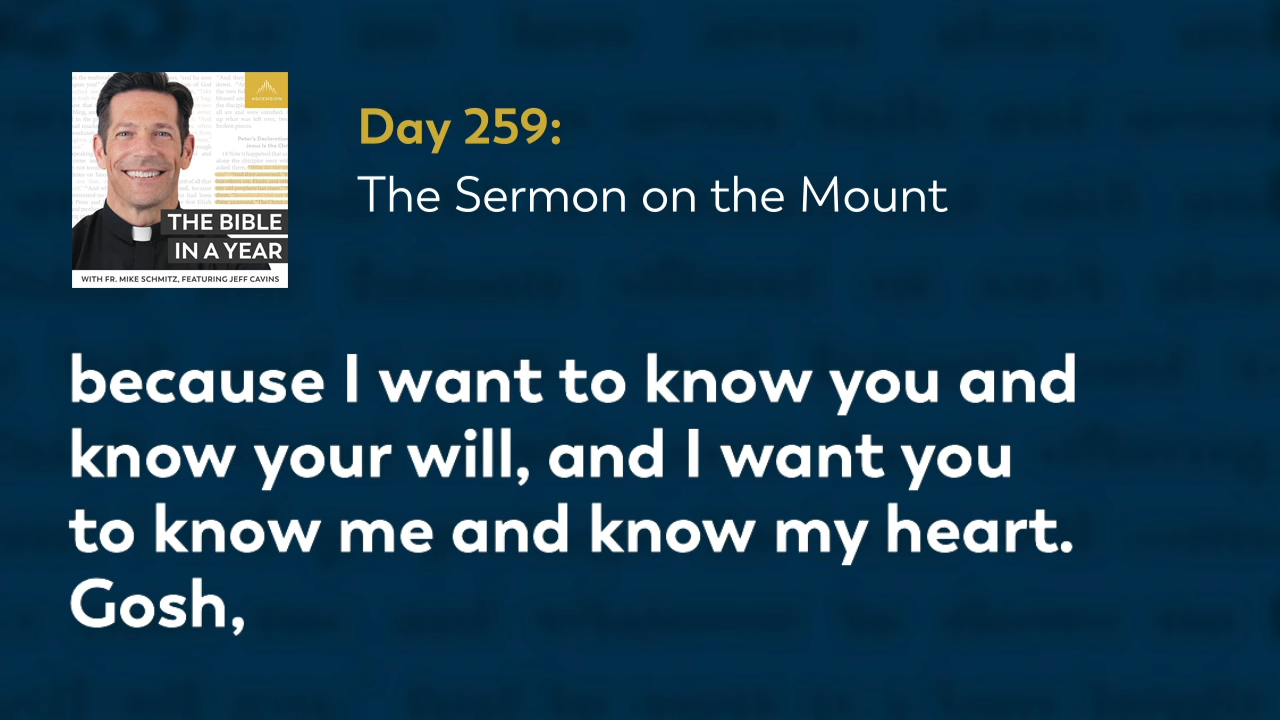 ASCENSION
THE BIBLE
IN A YEAR
WITH FR. MIKE SCHMITZ, FEATURING JEFF CAVINS
Day 259:
The Sermon on the Mount
because I want to know you and
know your will, and I want you
to know me and know my heart.
Gosh,